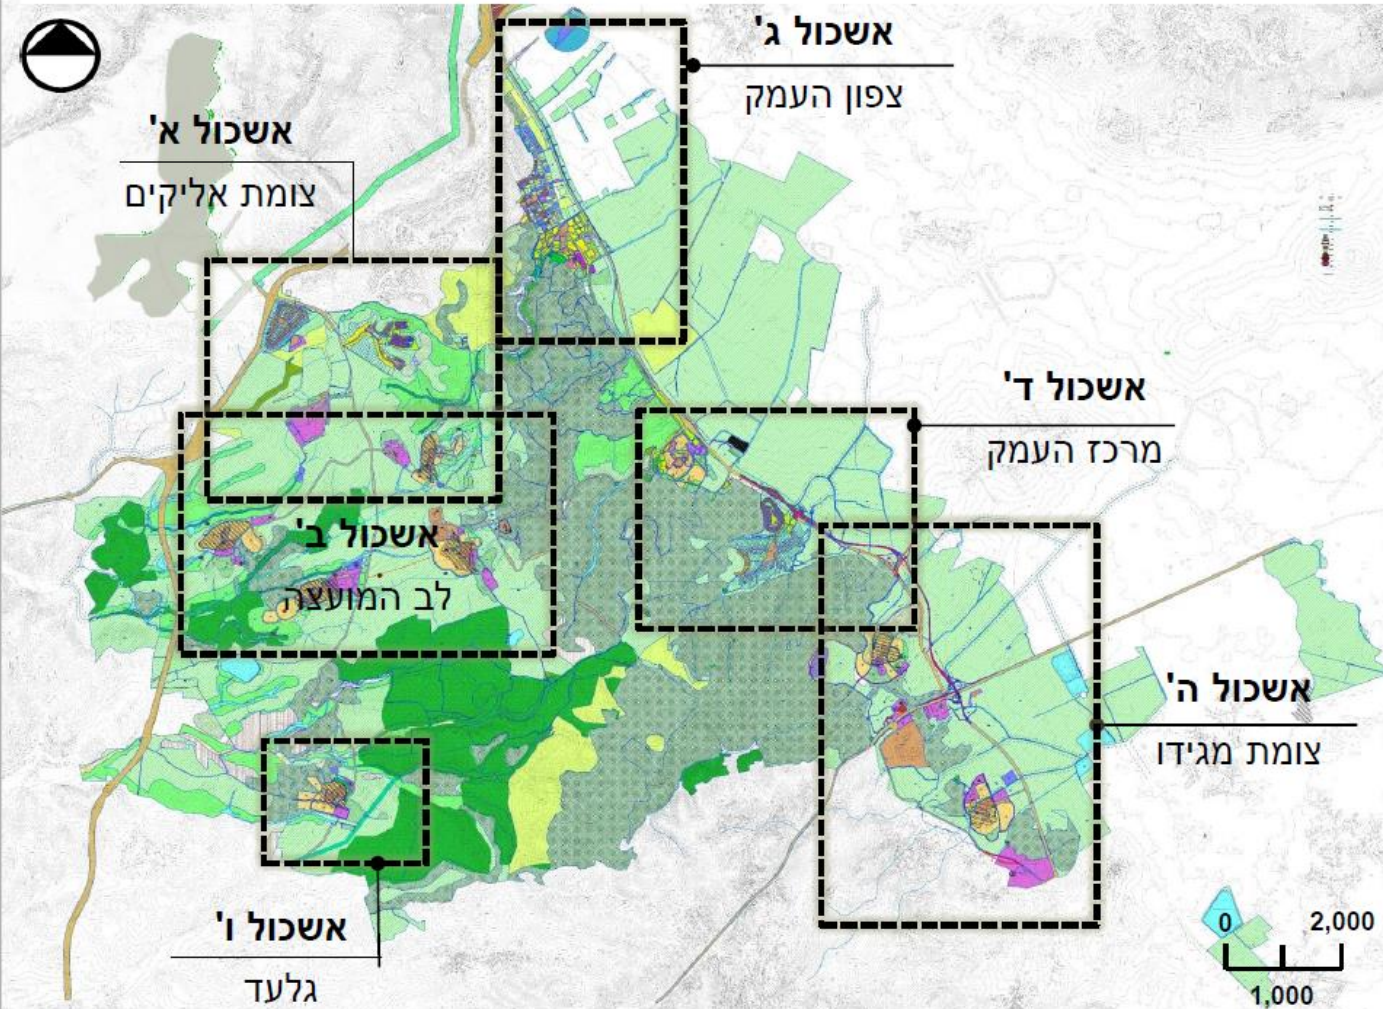 אשכול ג'
צפון העמק
אשכול א'
צומת אליקים
אשכול ד'
מרכז העמק
אשכול ב'
לב המועצה
אשכול ה'
צומת מגידו
אשכול ו'
גלעד
0
2,000
1,000